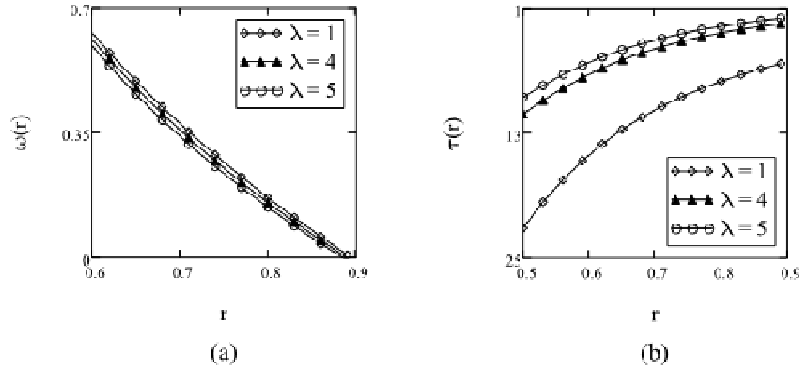 0.7
0.35
0
ω(r)
λ = 1
λ = 4
λ = 5
0.6 0.7 0.8 0.9
r
(a)
1
13
25
τ(r)
λ = 1
λ = 4
λ = 5
0.5 0.6 0.7 0.8 0.9
r
(b)